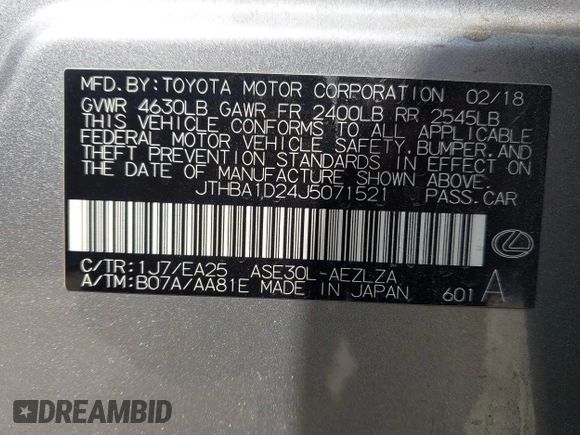 MFD. BY: TOYOTA MOTOR CORPORATION 02/18
GVWR 4630LB GAWR FR 2400LB RR 2545LB
THIS VEHICLE CONFORMS TO ALL APPLICABLE
FEDERAL MOTOR VEHICLE SAFETY, BUMPER, AND
THEFT PREVENTION STANDARDS IN EFFECT ON
THE DATE OF MANUFACTURE SHOWN ABOVE.
JTHBA1D24J5071521 PASS. CAR
C/TR: 1J7/EA25 ASE30L-AEZLZA
A/TM: B07A/AA81E MADE IN JAPAN 601 A
DREAMBID